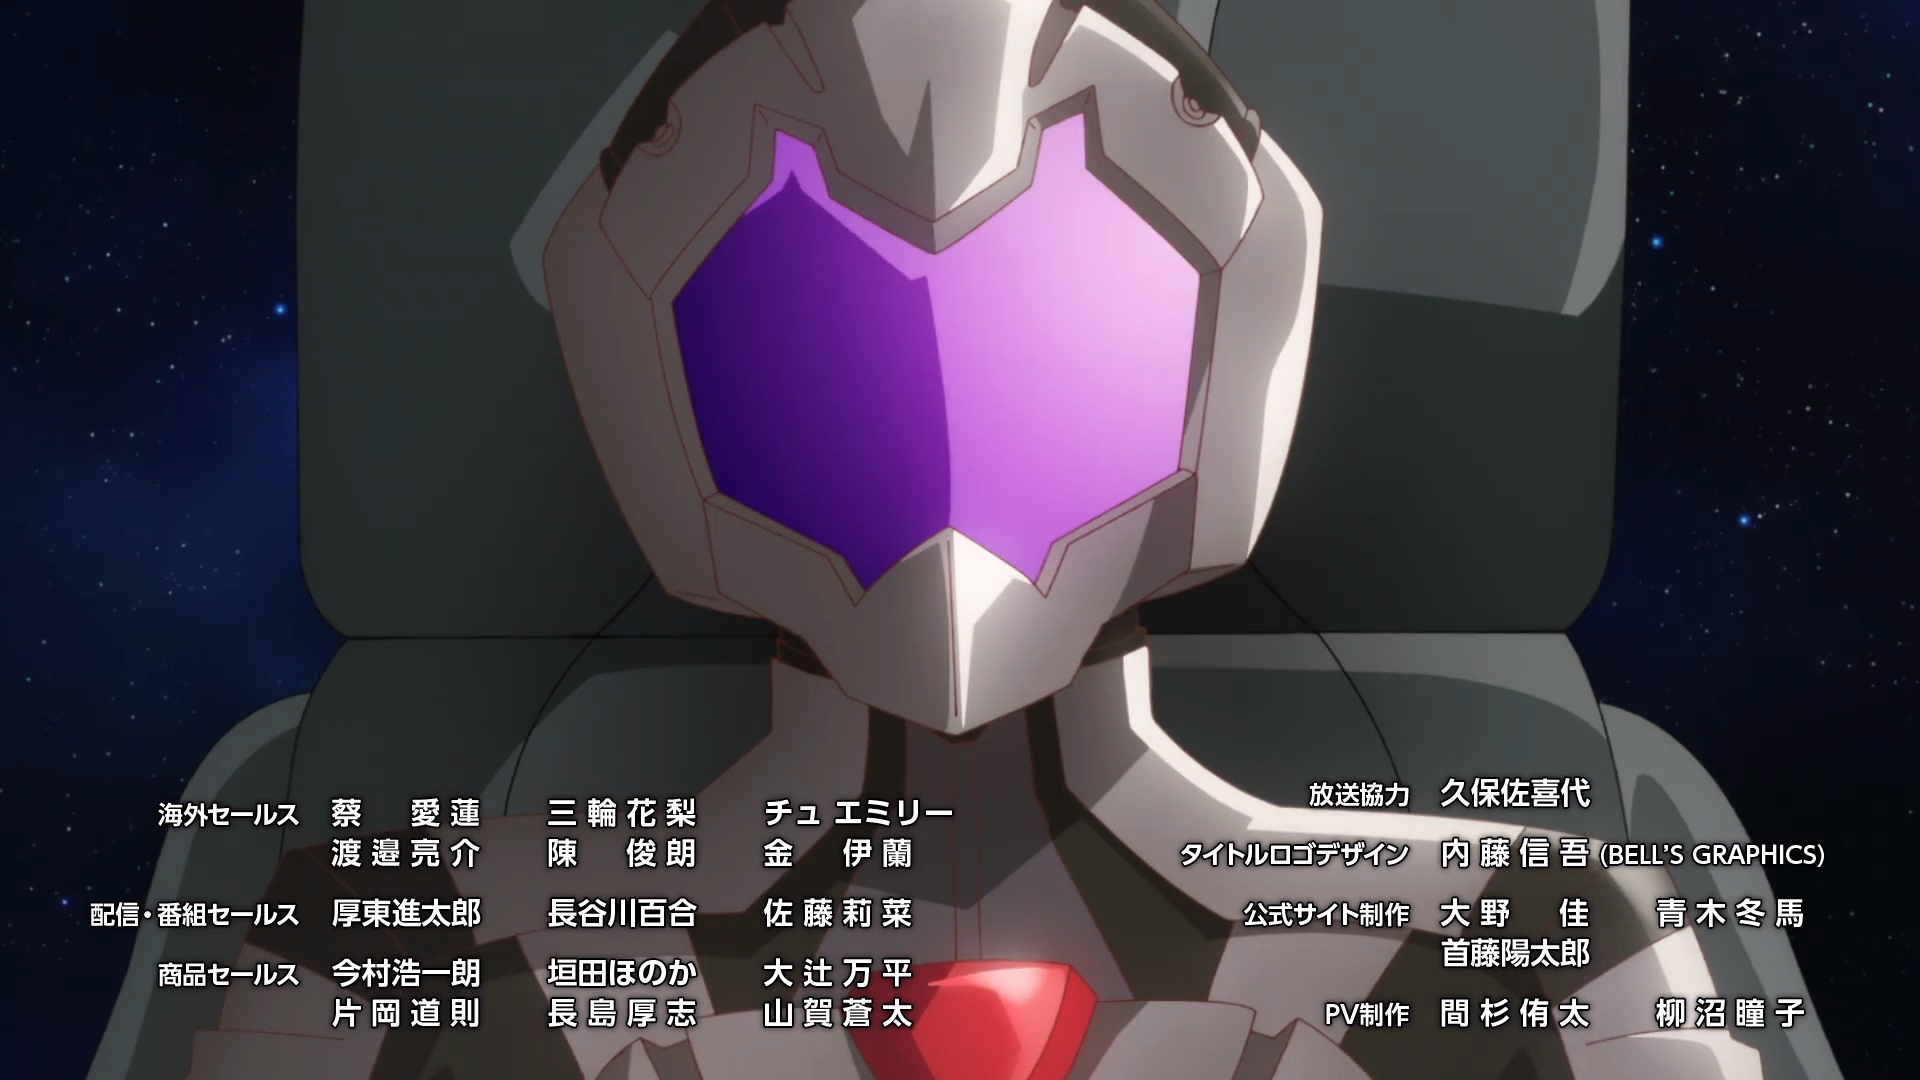 海外セールス 蔡 愛蓮 三輪花梨 チュ エミリー
渡邉亮介 陳 俊朗 金 伊蘭
配信・番組セールス 厚東進太郎 長谷川百合 佐藤莉菜
商品セールス 今村浩一朗 垣田ほのか 大辻万平
片岡道則 長島厚志 山賀蒼太
放送協力 久保佐喜代
タイトルロゴデザイン 内藤信吾 (BELL'S GRAPHICS)
公式サイト制作 大野 佳 青木冬馬
首藤陽太郎
PV制作 間杉侑太 柳沼瞳子